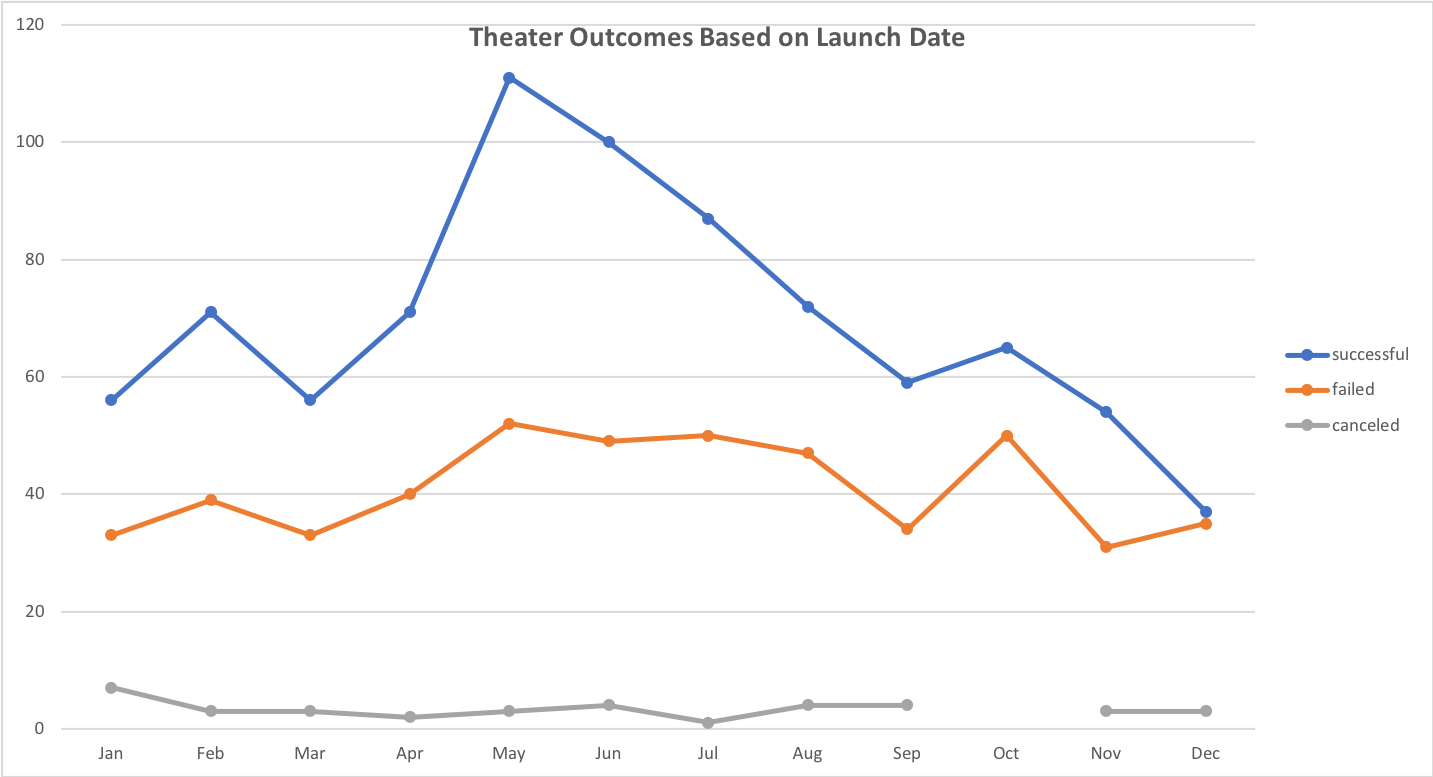 Theater Outcomes Based on Launch Date
120
100
80
60
40
20
0
Jan Feb Mar Apr May Jun Jul Aug Sep Oct Nov Dec
successful
failed
canceled